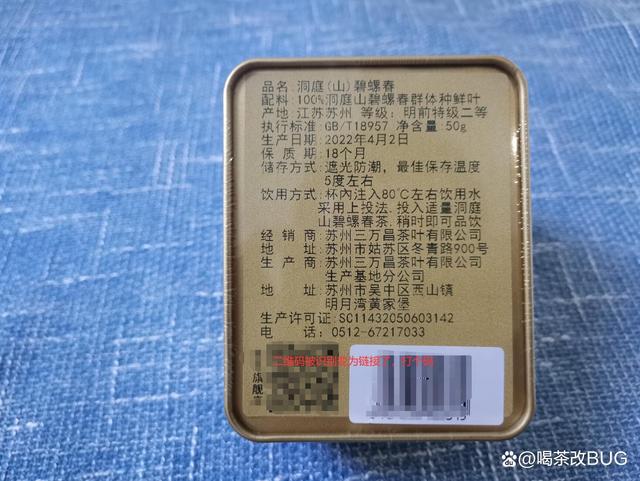 品名:洞庭(山)碧螺春
配料:100%洞庭山碧螺春群体种鲜叶
产地:江苏苏州 等级:明前特级二等
执行标准:GB/T18957 净含量:50g
生产日期:2022年4月2日
保质期:18个月
储存方式:遮光防潮,最佳保存温度
5度左右
饮用方式:杯内注入80℃左右饮用水
采用上投法.投入适量洞庭
山碧螺春茶.稍时即可品饮
经销商:苏州三万昌茶叶有限公司
地址:苏州市姑苏区冬青路900号
生产商:苏州三万昌茶叶有限公司
生产基地分公司
地址:苏州市吴中区西山镇
明月湾黄家堡
生产许可证:SC11432050603142
电话:0512-67217033
二维码被识别成为链接了,打个码
旗舰店
@喝茶改BUG